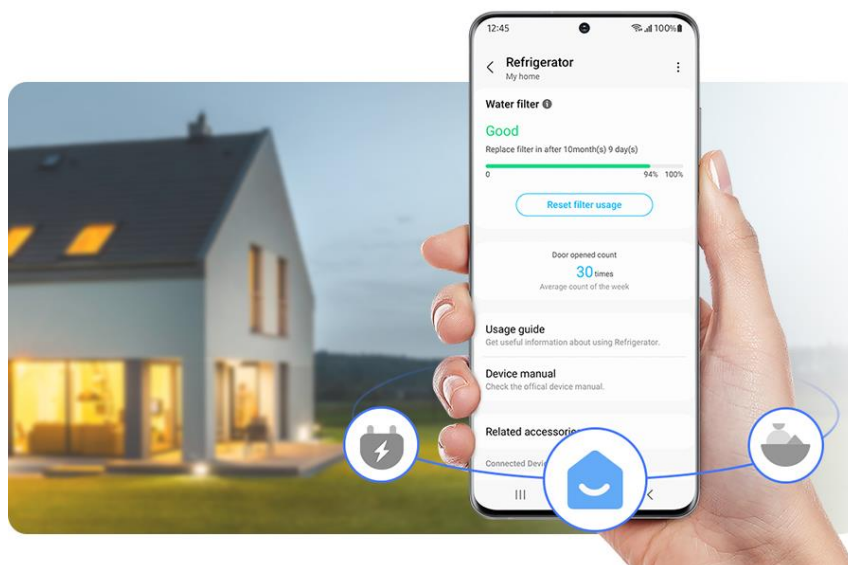 12:45
100%
Refrigerator
My home
Water filter
Good
Replace filter in after 10month(s) 9 day(s)
0 94% 100%
Reset filter usage
Door opened count
30 times
Average count of the week
Usage guide
Get useful information about using Refrigerator.
Device manual
Check the offical device manual.
Related
Connected